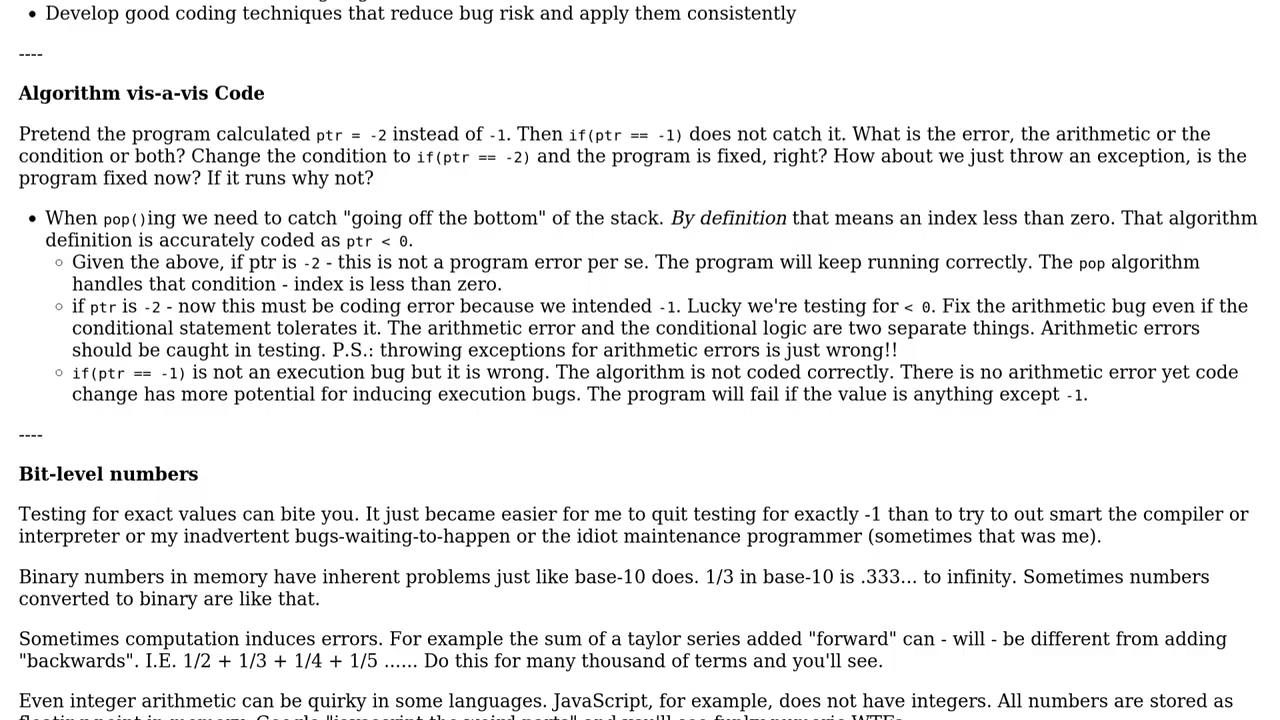 • Develop good coding techniques that reduce bug risk and apply them consistently
----
Algorithm vis-a-vis Code
Pretend the program calculated ptr = -2 instead of -1. Then if(ptr == -1) does not catch it. What is the error, the arithmetic or the
condition or both? Change the condition to if(ptr == -2) and the program is fixed, right? How about we just throw an exception, is the
program fixed now? If it runs why not?
• When pop()ing we need to catch "going off the bottom" of the stack. By definition that means an index less than zero. That algorithm
definition is accurately coded as ptr < 0.
◦ Given the above, if ptr is -2 - this is not a program error per se. The program will keep running correctly. The pop algorithm
handles that condition - index is less than zero.
◦ if ptr is -2 - now this must be coding error because we intended -1. Lucky we're testing for < 0. Fix the arithmetic bug even if the
conditional statement tolerates it. The arithmetic error and the conditional logic are two separate things. Arithmetic errors
should be caught in testing. P.S.: throwing exceptions for arithmetic errors is just wrong!!
◦ if(ptr == -1) is not an execution bug but it is wrong. The algorithm is not coded correctly. There is no arithmetic error yet code
change has more potential for inducing execution bugs. The program will fail if the value is anything except -1.
----
Bit-level numbers
Testing for exact values can bite you. It just became easier for me to quit testing for exactly -1 than to try to out smart the compiler or
interpreter or my inadvertent bugs-waiting-to-happen or the idiot maintenance programmer (sometimes that was me).
Binary numbers in memory have inherent problems just like base-10 does. 1/3 in base-10 is .333... to infinity. Sometimes numbers
converted to binary are like that.
Sometimes computation induces errors. For example the sum of a taylor series added "forward" can - will - be different from adding
"backwards". I.E. 1/2 + 1/3 + 1/4 + 1/5 ...... Do this for many thousand of terms and you'll see.
Even integer arithmetic can be quirky in some languages. JavaScript, for example, does not have integers. All numbers are stored as
floating point in memory. Google "javascript the weird parts" and you'll see funky numeric WTFs